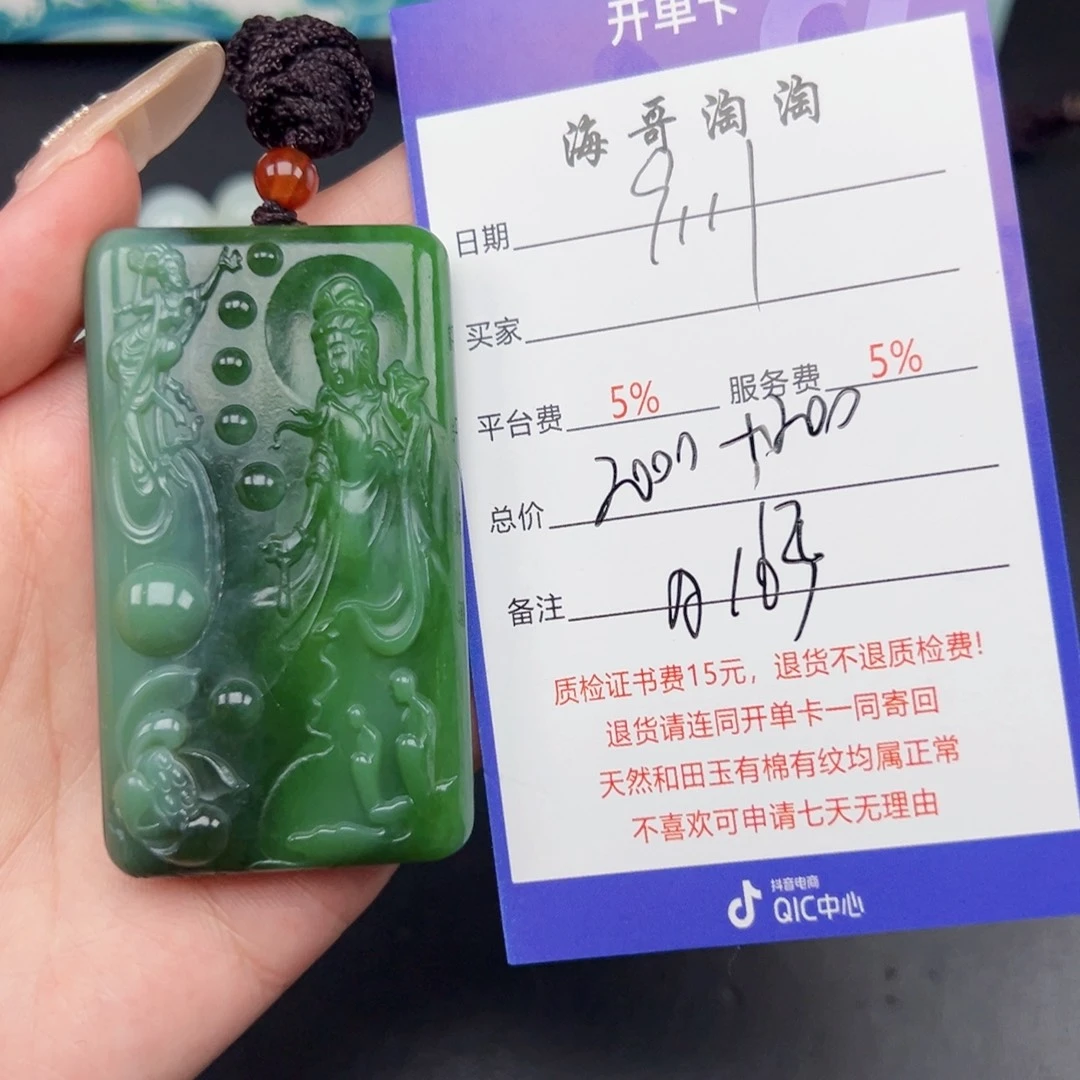 开单卡
海哥淘淘
日期 9.11
买家
平台费 5% 服务费 5%
总价 2000+200
备注
质检证书费15元，退货不退质检费！
退货请连同开单卡一同寄回
天然和田玉有棉有纹均属正常
不喜欢可申请七天无理由
抖音电商
QIC中心